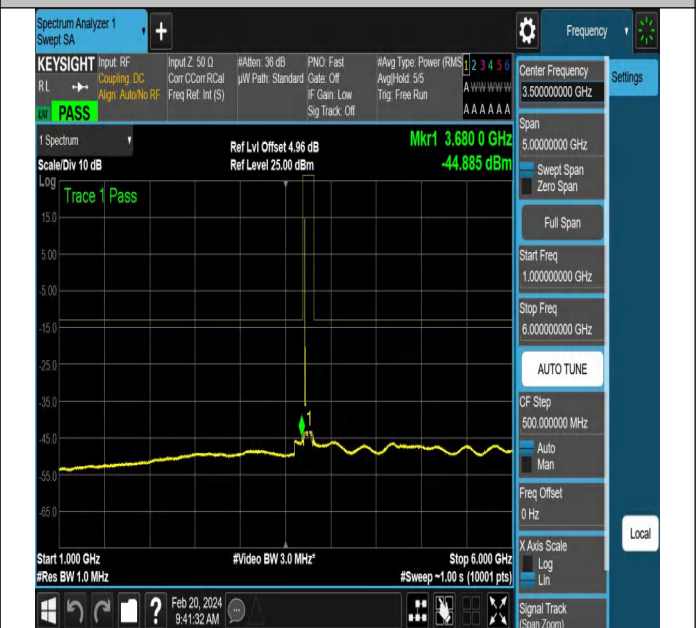 Spectrum Analyzer 1
Swept SA
+
Frequency
KEYSIGHT
RL
PASS
Input: RF
Coupling: DC
Align: Auto/No RF
Input Z: 50 Ω
Corr CCorr RCal
Freq Ref: Int (S)
#Atten: 36 dB
µW Path: Standard
PNO: Fast
Gate: Off
IF Gain: Low
Sig Track: Off
#Avg Type: Power (RMS
Avg|Hold: 5/5
Trig: Free Run
1 2 3 4 5 6
A W W W W W
A A A A A A
1 Spectrum
Scale/Div 10 dB
Log
Ref Lvl Offset 4.96 dB
Ref Level 25.00 dBm
Mkr1 3.680 0 GHz
-44.885 dBm
Trace 1 Pass
15.0
5.00
-5.00
-15.0
-25.0
-35.0
-45.0
-55.0
-65.0
1
Start 1.000 GHz
#Res BW 1.0 MHz
#Video BW 3.0 MHz*
Stop 6.000 GHz
#Sweep ~1.00 s (10001 pts)
Center Frequency
3.500000000 GHz
Settings
Span
5.00000000 GHz
Swept Span
Zero Span
Full Span
Start Freq
1.000000000 GHz
Stop Freq
6.000000000 GHz
AUTO TUNE
CF Step
500.000000 MHz
Auto
Man
Freq Offset
0 Hz
Local
X Axis Scale
Log
Lin
Signal Track
(Span Zoom)
?
Feb 20, 2024
9:41:32 AM